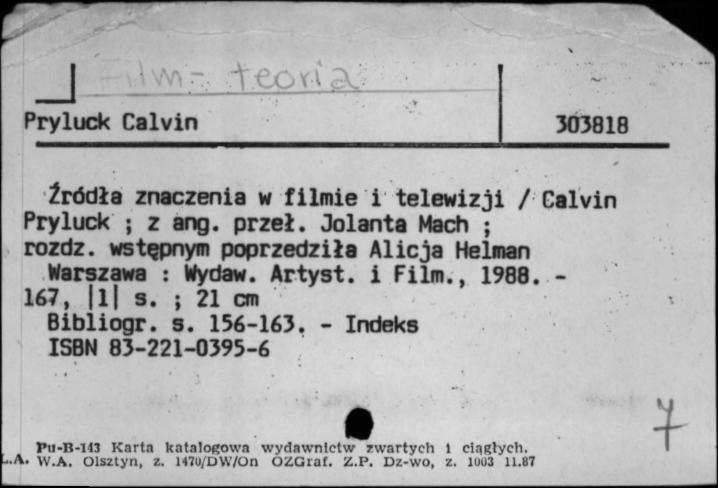 Film - teoria
Pryluck Calvin 303818
Źródła znaczenia w filmie i telewizji / Calvin
Pryluck ; z ang. przeł. Jolanta Mach ;
rozdz. wstępnym poprzedziła Alicja Helman
Warszawa : Wydaw. Artyst. i Film., 1988. -
167, |1| s. ; 21 cm
Bibliogr. s. 156-163. - Indeks
ISBN 83-221-0395-6
7
Pu-B-143 Karta katalogowa wydawnictw zwartych i ciągłych.
L.A. W.A. Olsztyn, z. 1470/DW/On OZGraf. Z.P. Dz-wo, z. 1003 11.87